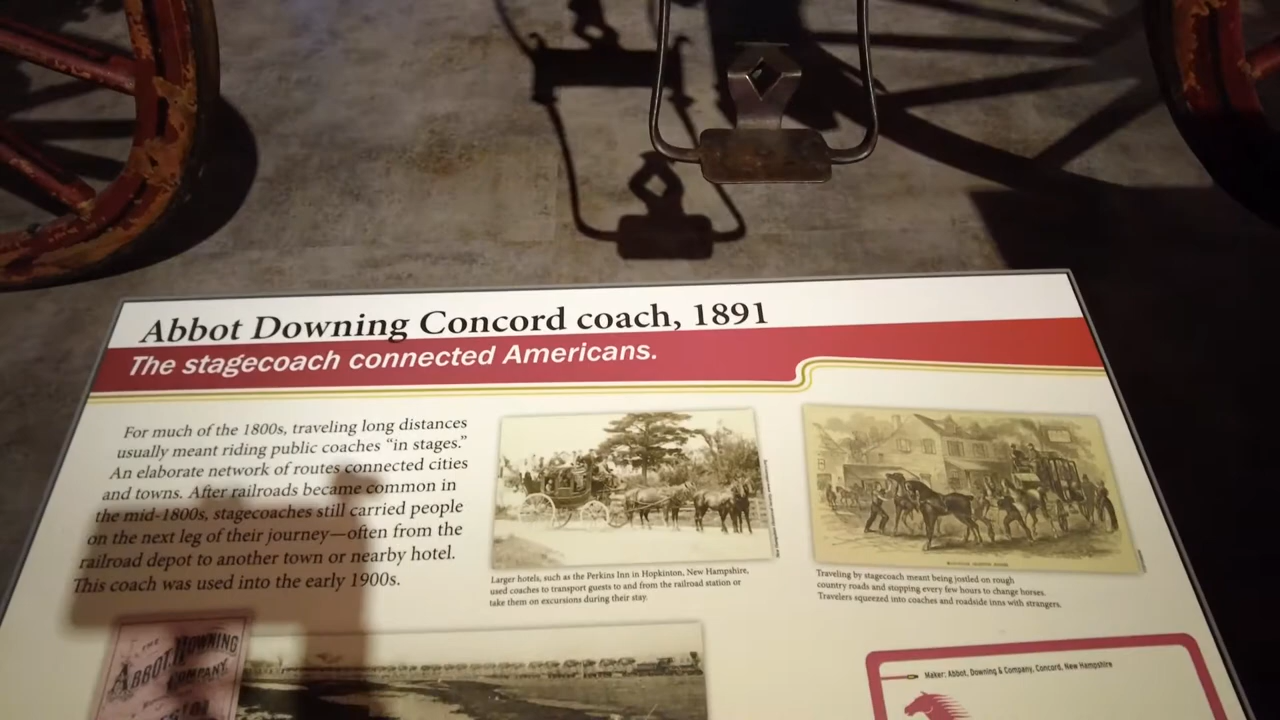 Abbot Downing Concord coach, 1891
The stagecoach connected Americans.
For much of the 1800s, traveling long distances
usually meant riding public coaches “in stages.”
An elaborate network of routes connected cities
and towns. After railroads became common in
the mid-1800s, stagecoaches still carried people
on the next leg of their journey—often from the
railroad depot to another town or nearby hotel.
This coach was used into the early 1900s.
Larger hotels, such as the Perkins Inn in Hopkinton, New Hampshire,
used coaches to transport guests to and from the railroad station or
take them on excursions during their stay.
Traveling by stagecoach meant being jostled on rough
country roads and stopping every few hours to change horses.
Travelers squeezed into coaches and roadside inns with strangers.
THE
ABBOT, DOWNING
COMPANY,
Maker: Abbot, Downing & Company, Concord, New Hampshire